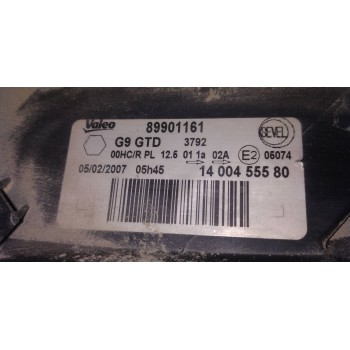 Valeo 89901161 SEVEL
G9 GTD 3792
00HC/R PL 12.5 01 1a 02A E2 06074
05/02/2007 05h45 14 004 555 80